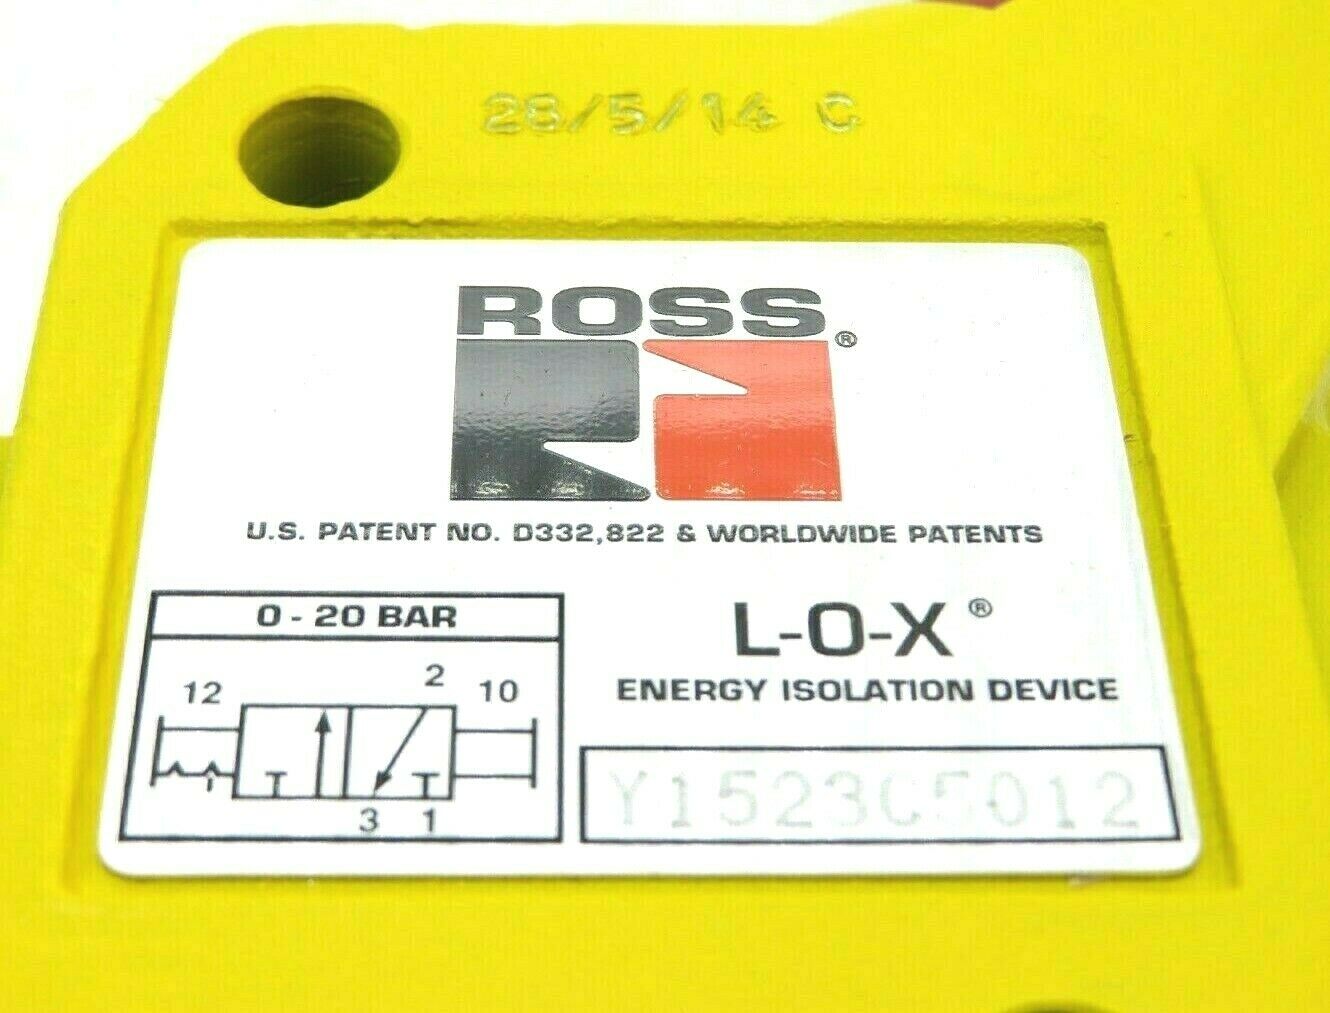 28/5/14 C
ROSS®
U.S. PATENT NO. D332,822 & WORLDWIDE PATENTS
0 - 20 BAR
12
2
10
3
1
L-O-X®
ENERGY ISOLATION DEVICE
Y1523C5012